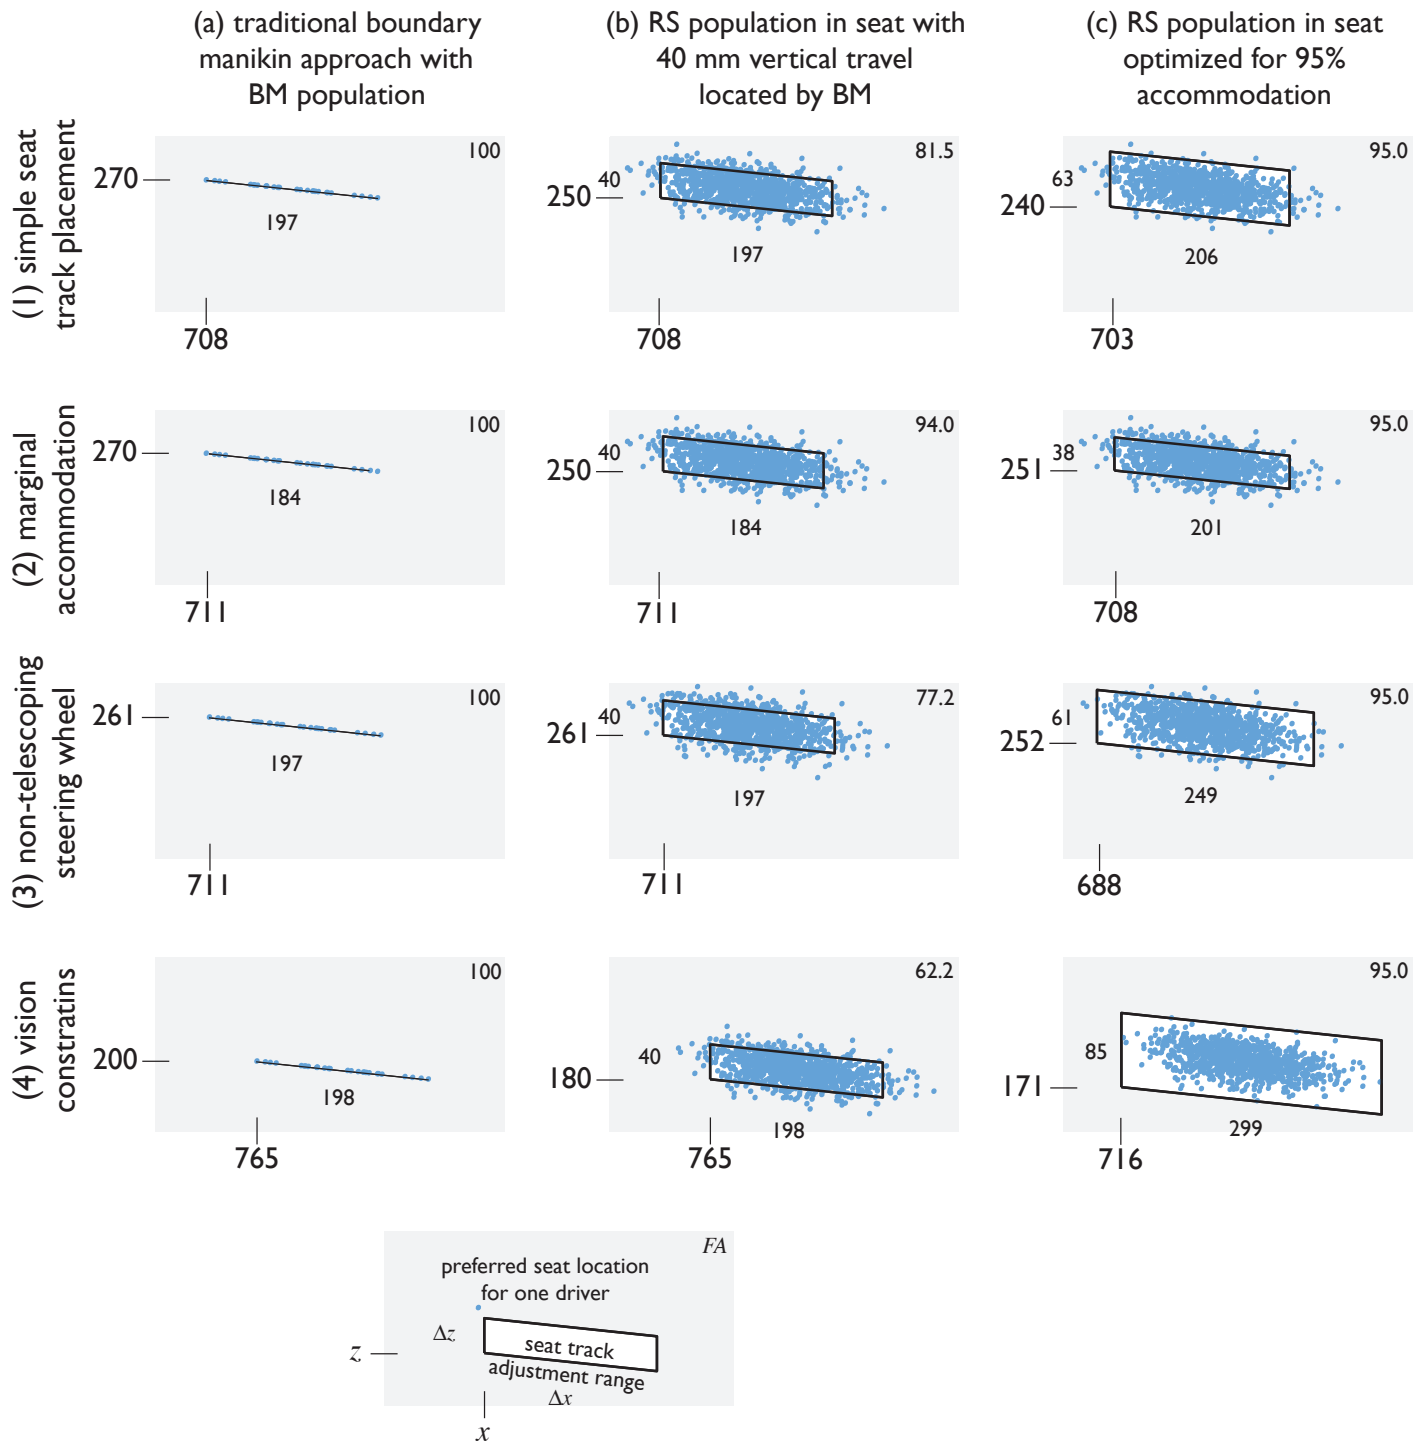 (a) traditional boundary
manikin approach with
BM population
(b) RS population in seat with
40 mm vertical travel
located by BM
(c) RS population in seat
optimized for 95%
accommodation
(1) simple seat
track placement
270
100
197
708
250
40
81.5
197
708
240
63
95.0
206
703
(2) marginal
accommodation
270
100
184
711
250
40
94.0
184
711
251
38
95.0
201
708
(3) non-telescoping
steering wheel
261
100
197
711
261
40
77.2
197
711
252
61
95.0
249
688
(4) vision
constratins
200
100
198
765
180
40
62.2
198
765
171
85
95.0
299
716
FA
preferred seat location
for one driver
Δz
z
seat track
adjustment range
Δx
x